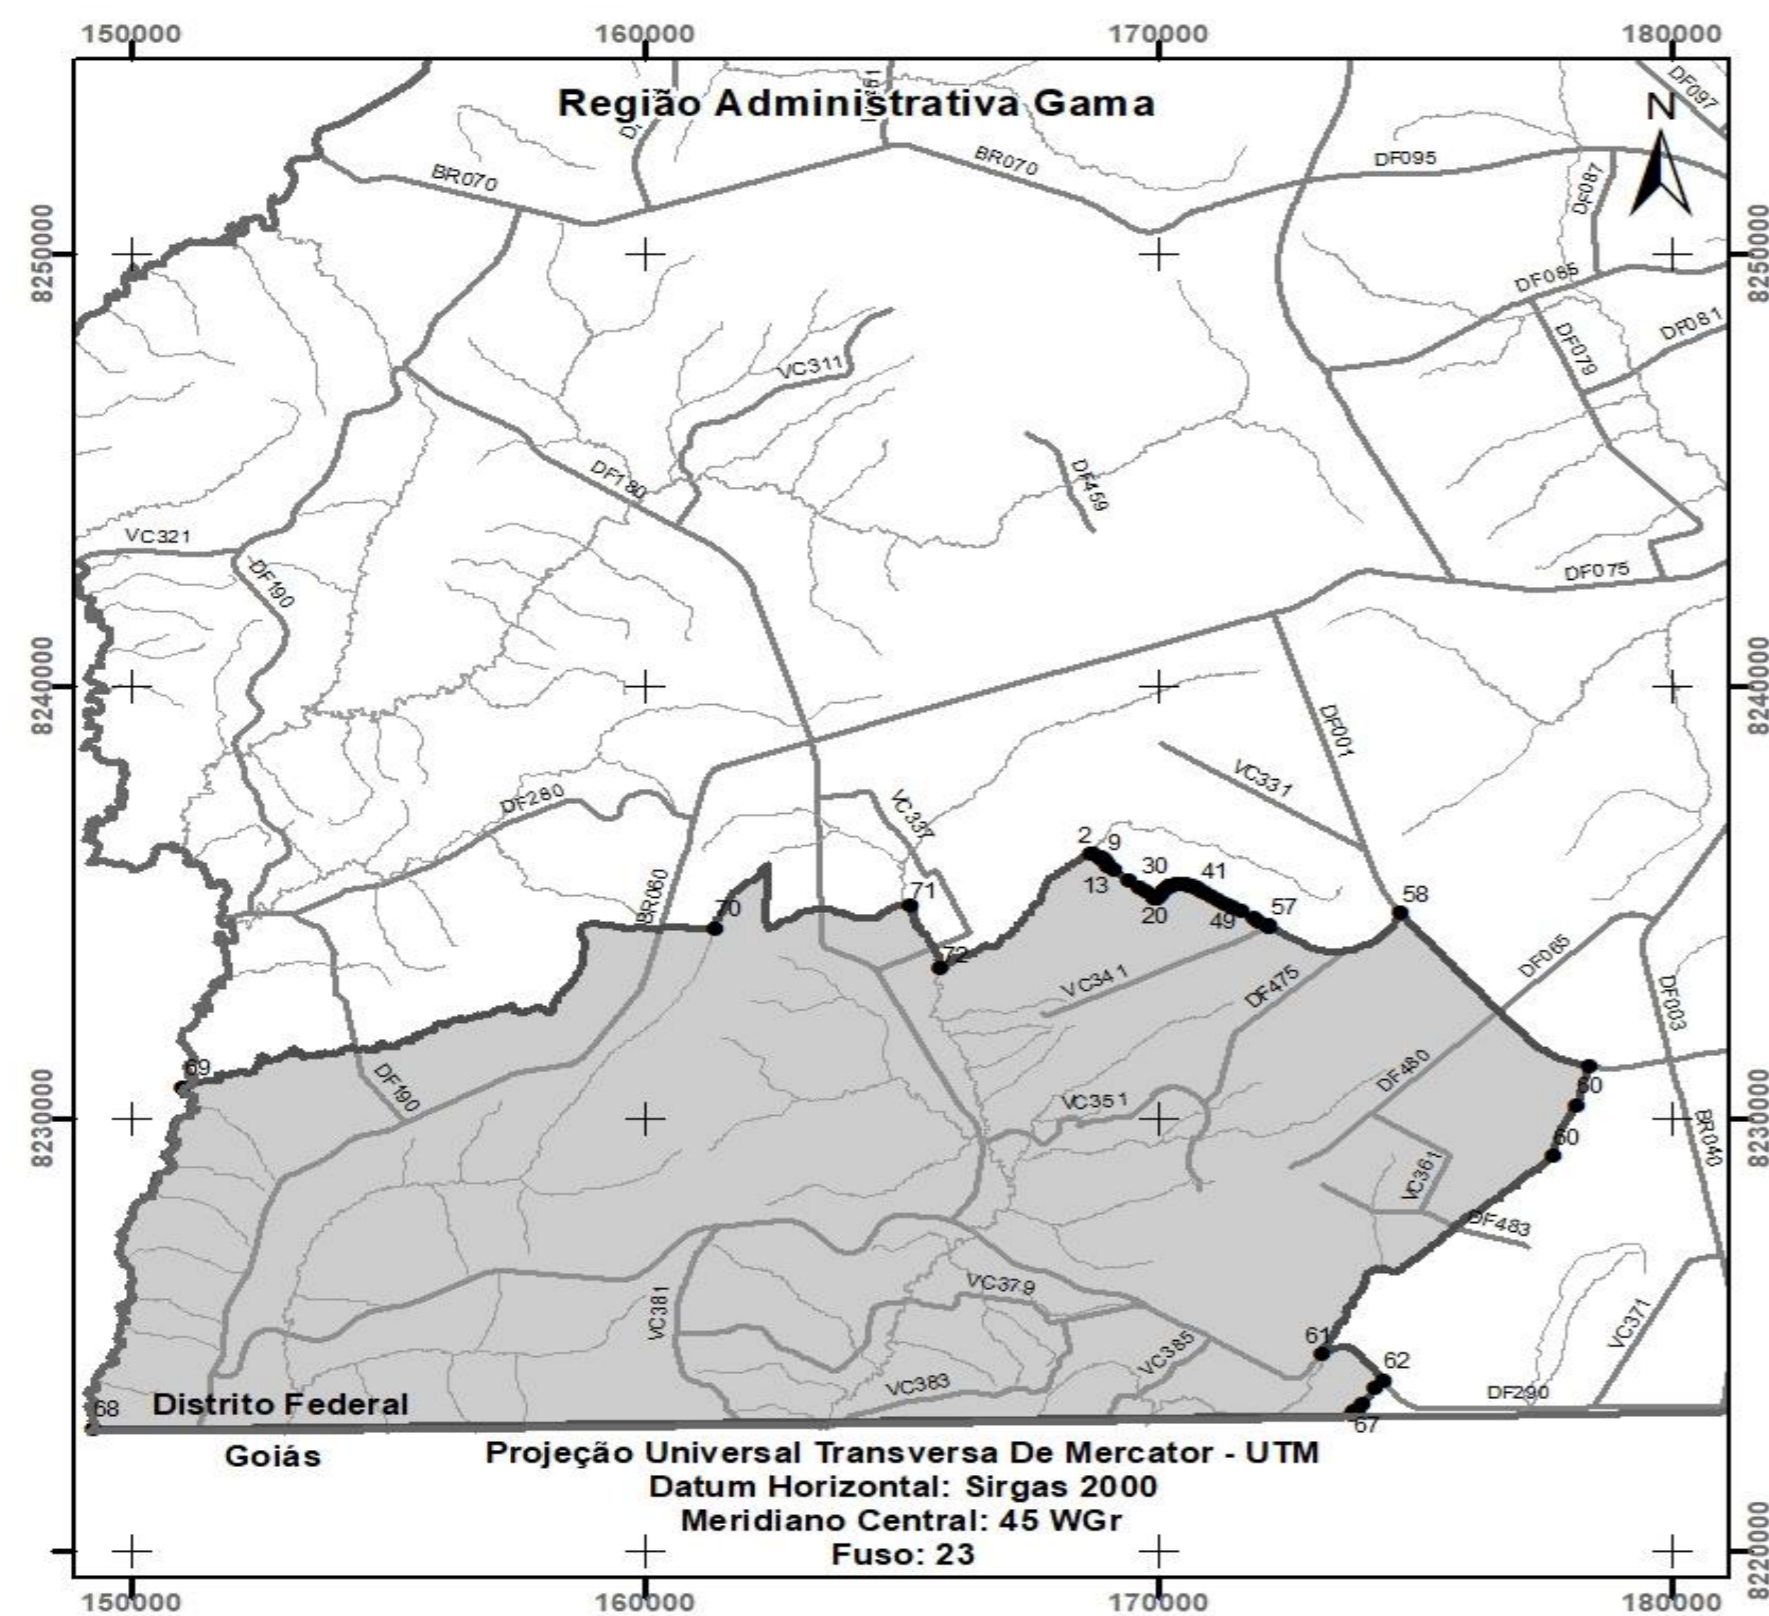 150000 160000 170000 180000
Região Administrativa Gama
DF097
N
BR070
BR070
DF095
DF087
8250000
8250000
DF085
DF081
DF079
VC311
DF180
DF459
VC321
DF190
DF075
8240000
8240000
DF001
VC331
DF280
VC337
2 9
13 30 41
20 49 57 58
71
70
BR060
72
DF065
VC341
DF475
DF003
69
DF190
DF480
60
VC351
8230000
8230000
60
BR040
VC361
DF483
VC381
VC379
VC371
61
62
VC385
VC383
DF290
68
Distrito Federal
67
Goiás
Projeção Universal Transversa De Mercator - UTM
Datum Horizontal: Sirgas 2000
Meridiano Central: 45 WGr
Fuso: 23
8220000
150000 160000 170000 180000